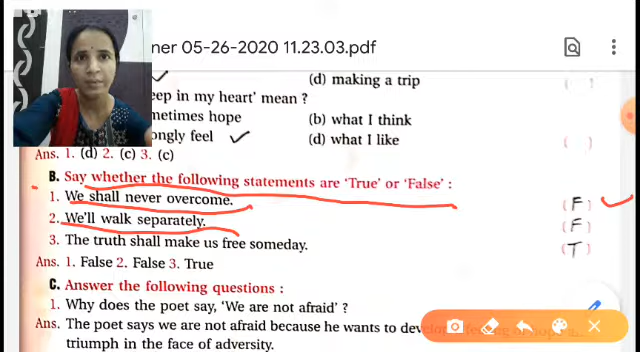 ner 05-26-2020 11.23.03.pdf
(d) making a trip ( )
eep in my heart' mean ?
metimes hope (b) what I think
ongly feel (d) what I like ( )
Ans. 1. (d) 2. (c) 3. (c)
B. Say whether the following statements are 'True' or 'False' :
1. We shall never overcome. (F)
2. We'll walk separately. (F)
3. The truth shall make us free someday. (T)
Ans. 1. False 2. False 3. True
C. Answer the following questions :
1. Why does the poet say, 'We are not afraid' ?
Ans. The poet says we are not afraid because he wants to
triumph in the face of adversity.